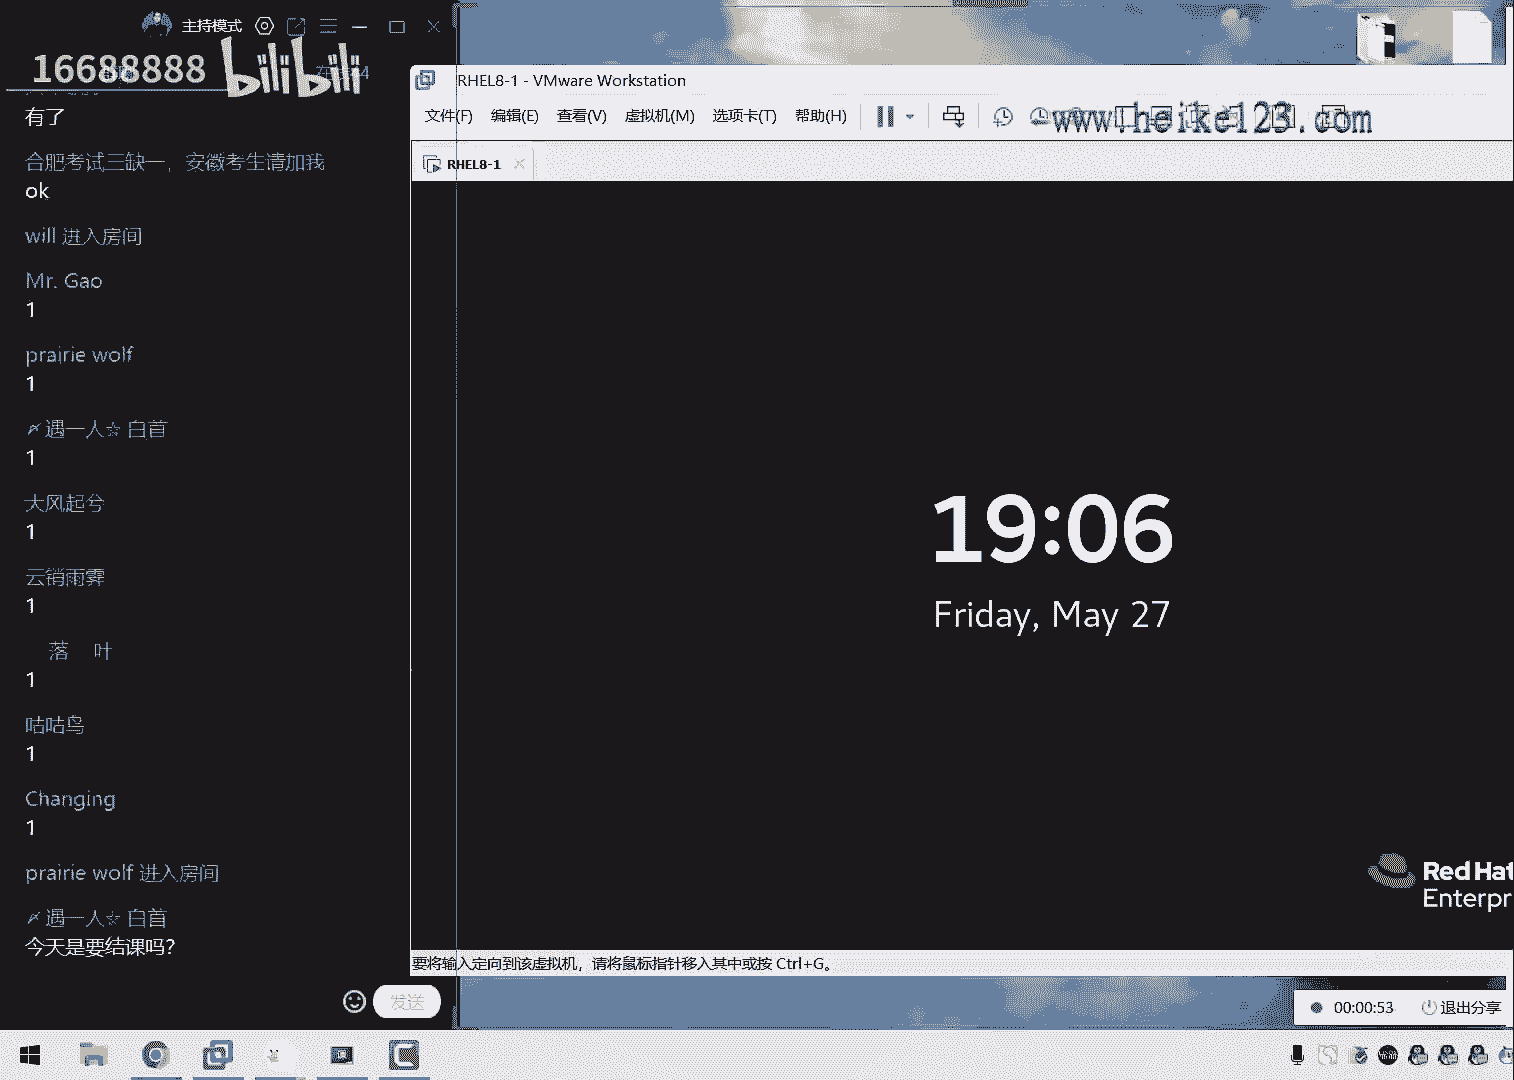 主持模式
16688888 bilibili
有了
合肥考试三缺一，安徽考生请加我
ok
will 进入房间
Mr. Gao
1
prairie wolf
1
遇一人☆ 白首
1
大风起兮
1
云销雨霁
1
落 叶
1
咕咕鸟
1
Changing
1
prairie wolf 进入房间
遇一人☆ 白首
今天是要结课吗?
发送
RHEL8-1 - VMware Workstation
文件(F) 编辑(E) 查看(V) 虚拟机(M) 选项卡(T) 帮助(H)
www.heike123.com
RHEL8-1
19:06
Friday, May 27
Red Hat
Enterpr
要将输入定向到该虚拟机，请将鼠标指针移入其中或按 Ctrl+G。
00:00:53 退出分享